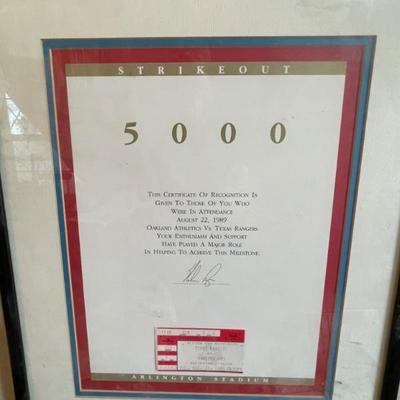 STRIKEOUT
5000
THIS CERTIFICATE OF RECOGNITION IS
GIVEN TO THOSE OF YOU WHO
WERE IN ATTENDANCE
AUGUST 22, 1989
OAKLAND ATHLETICS VS. TEXAS RANGERS
YOUR ENTHUSIASM AND SUPPORT
HAVE PLAYED A MAJOR ROLE
IN HELPING TO ACHIEVE THIS MILESTONE.
ARLINGTON STADIUM